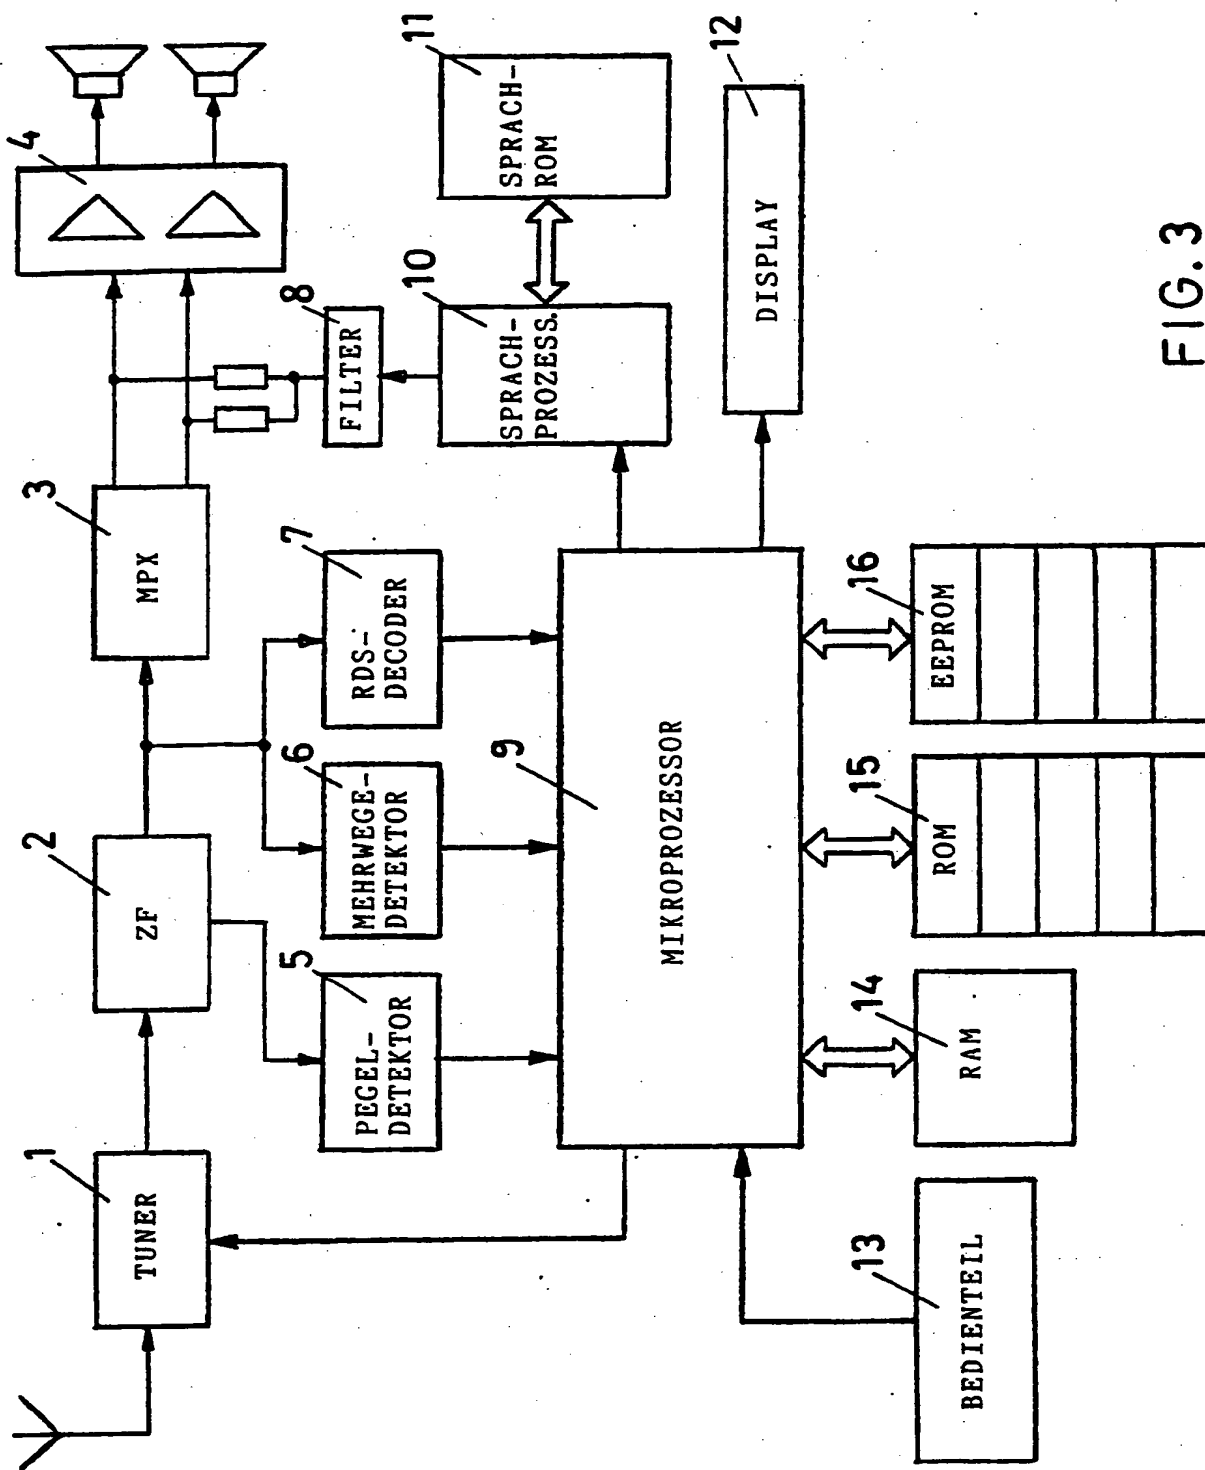 1
TUNER
2
ZF
3
MPX
4
5
PEGEL-
DETEKTOR
6
MEHRWEGE-
DETEKTOR
7
RDS-
DECODER
8
FILTER
9
MIKROPROZESSOR
10
SPRACH-
PROZESS.
11
SPRACH-
ROM
12
DISPLAY
13
BEDIENTEIL
14
RAM
15
ROM
16
EEPROM
FIG. 3